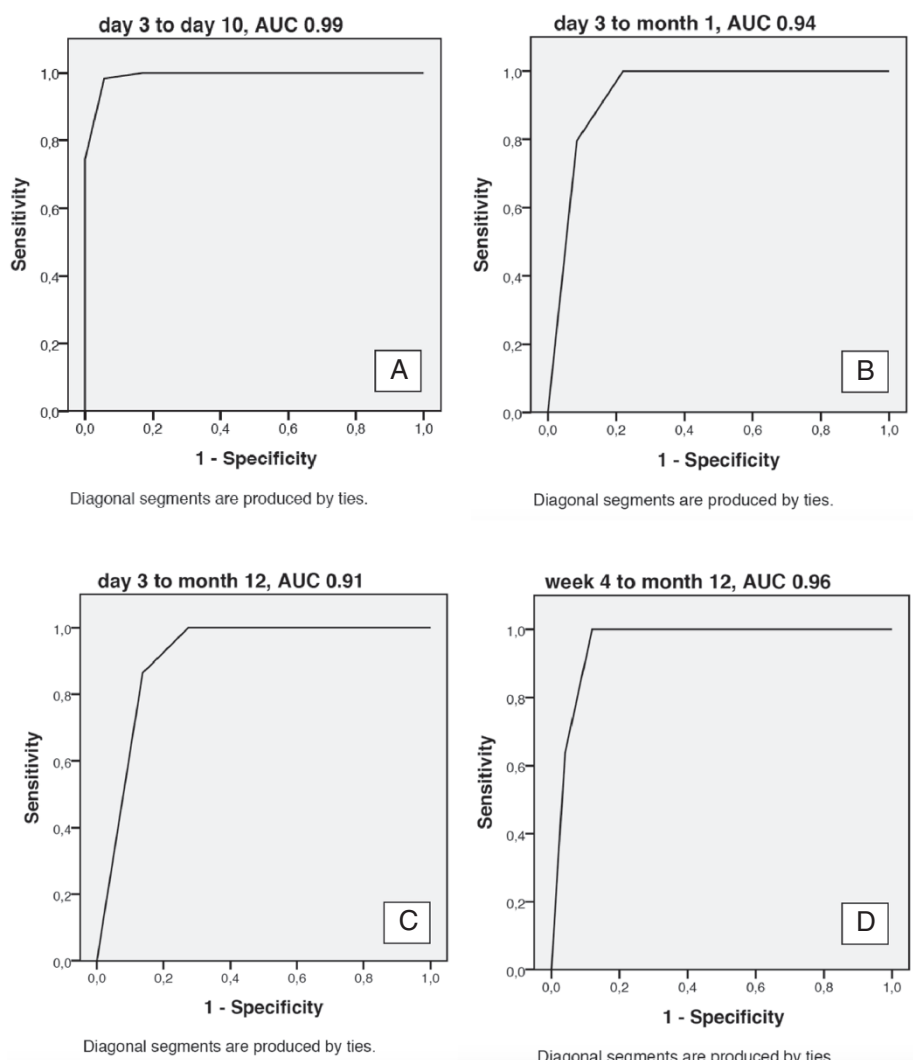 day 3 to day 10, AUC 0.99
1,0
0,8
0,6
0,4
0,2
0,0
Sensitivity
A
0,0 0,2 0,4 0,6 0,8 1,0
1 - Specificity
Diagonal segments are produced by ties.
day 3 to month 1, AUC 0.94
1,0
0,8
0,6
0,4
0,2
0,0
Sensitivity
B
0,0 0,2 0,4 0,6 0,8 1,0
1 - Specificity
Diagonal segments are produced by ties.
day 3 to month 12, AUC 0.91
1,0
0,8
0,6
0,4
0,2
0,0
Sensitivity
C
0,0 0,2 0,4 0,6 0,8 1,0
1 - Specificity
Diagonal segments are produced by ties.
week 4 to month 12, AUC 0.96
1,0
0,8
0,6
0,4
0,2
0,0
Sensitivity
D
0,0 0,2 0,4 0,6 0,8 1,0
1 - Specificity
Diagonal segments are produced by ties